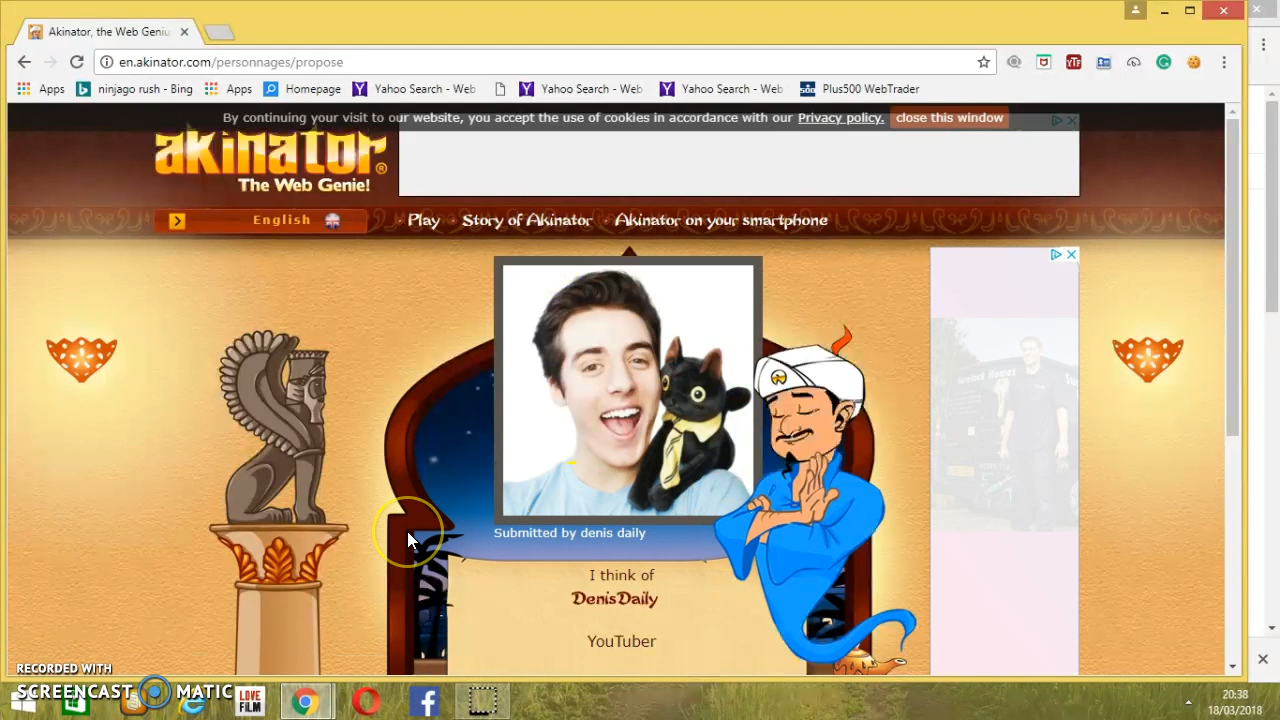 Akinator, the Web Geniu
en.akinator.com/personnages/propose
Apps
ninjago rush - Bing
Apps
Homepage
Yahoo Search - Web
Yahoo Search - Web
Yahoo Search - Web
Plus500 WebTrader
By continuing your visit to our website, you accept the use of cookies in accordance with our Privacy policy. close this window
akinator®
The Web Genie!
English
Play
Story of Akinator
Akinator on your smartphone
Submitted by denis daily
I think of
DenisDaily
YouTuber
RECORDED WITH
SCREENCAST MATIC
LOVE
FILM
20:38
18/03/2018